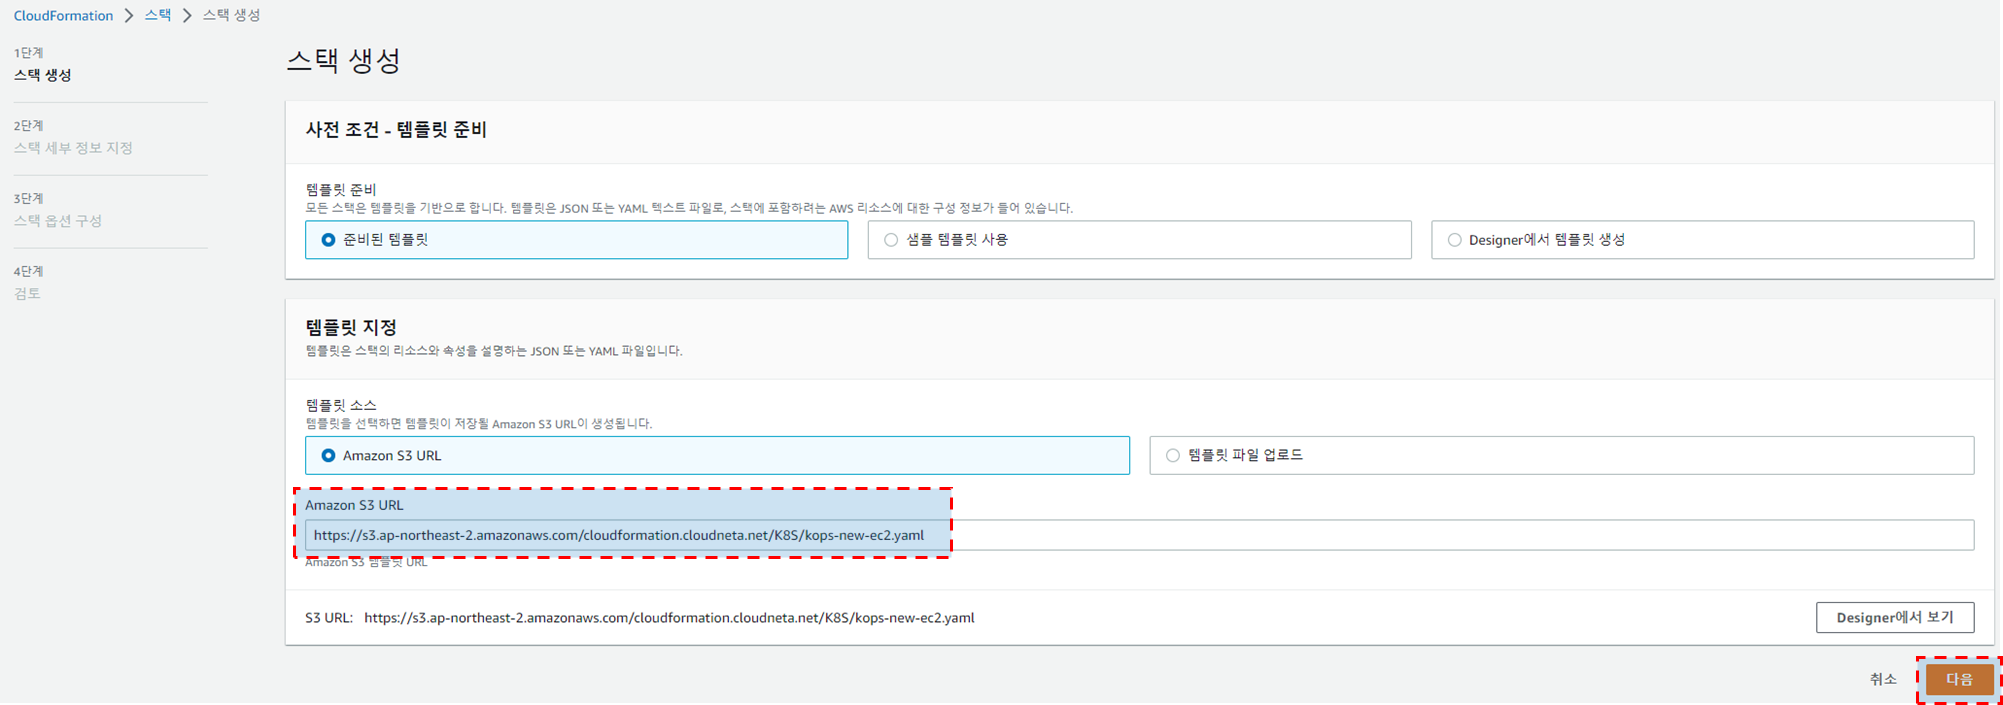 CloudFormation > 스택 > 스택 생성
1단계
스택 생성
2단계
스택 세부 정보 지정
3단계
스택 옵션 구성
4단계
검토
스택 생성
사전 조건 - 템플릿 준비
템플릿 준비
모든 스택은 템플릿을 기반으로 합니다. 템플릿은 JSON 또는 YAML 텍스트 파일로, 스택에 포함하려는 AWS 리소스에 대한 구성 정보가 들어 있습니다.
준비된 템플릿
샘플 템플릿 사용
Designer에서 템플릿 생성
템플릿 지정
템플릿은 스택의 리소스와 속성을 설명하는 JSON 또는 YAML 파일입니다.
템플릿 소스
템플릿을 선택하면 템플릿이 저장될 Amazon S3 URL이 생성됩니다.
Amazon S3 URL
템플릿 파일 업로드
Amazon S3 URL
https://s3.ap-northeast-2.amazonaws.com/cloudformation.cloudneta.net/K8S/kops-new-ec2.yaml
Amazon S3 템플릿 URL
S3 URL: https://s3.ap-northeast-2.amazonaws.com/cloudformation.cloudneta.net/K8S/kops-new-ec2.yaml
Designer에서 보기
취소
다음